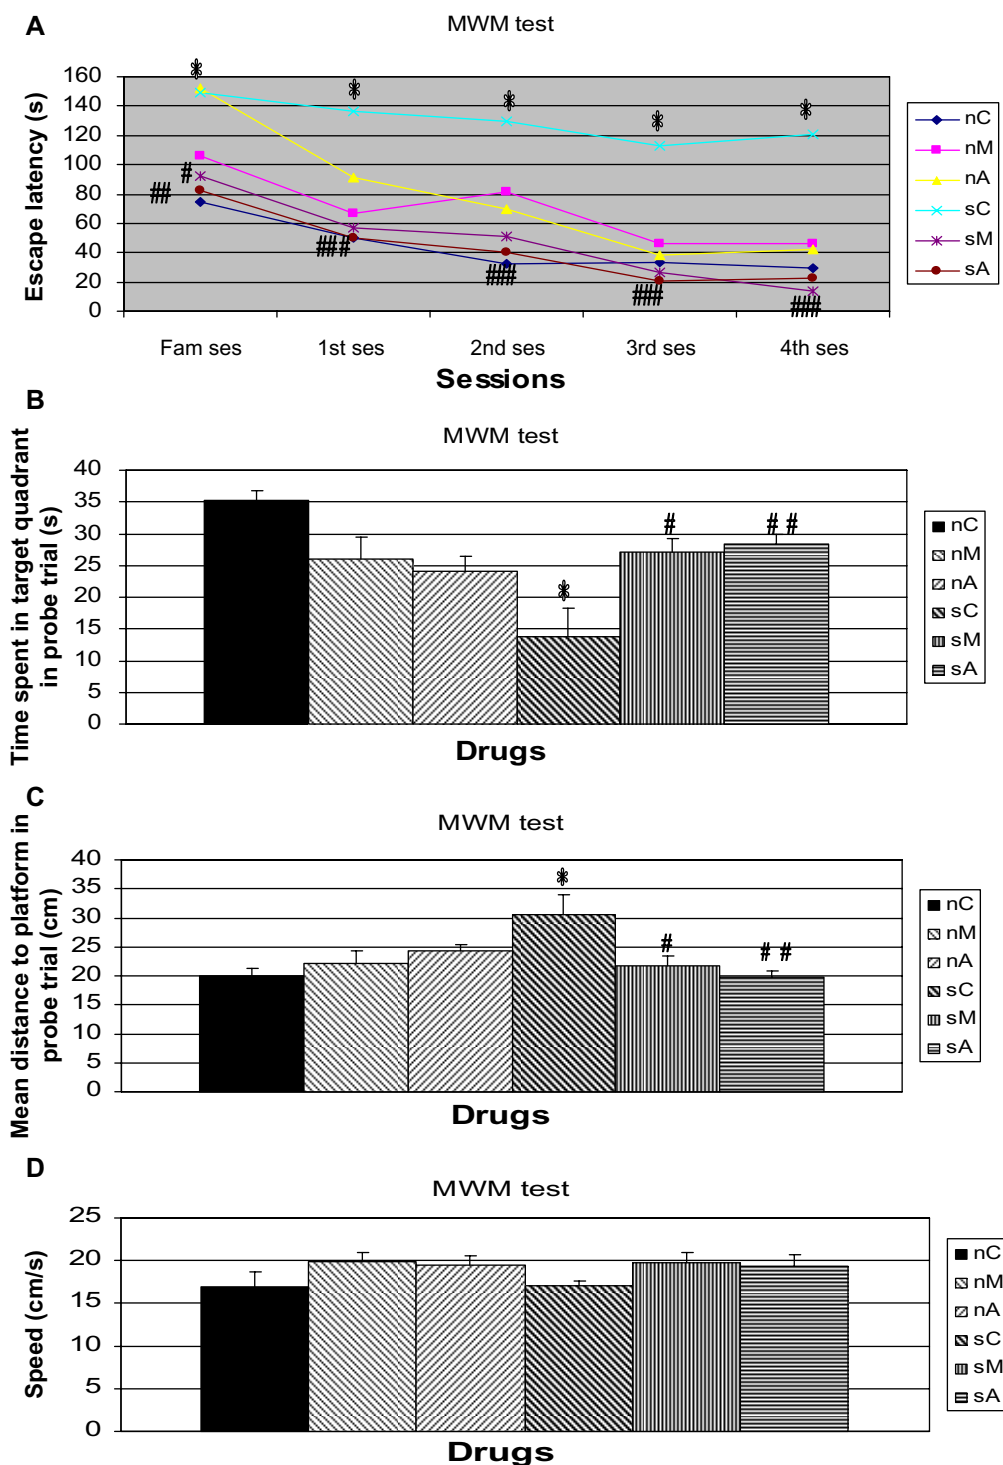 A
MWM test
Escape latency (s)
160
140
120
100
80
60
40
20
0
* * * * *
# ## ## # ### ### ###
Fam ses 1st ses 2nd ses 3rd ses 4th ses
Sessions
nC
nM
nA
sC
sM
sA
B
MWM test
Time spent in target quadrant
in probe trial (s)
40
35
30
25
20
15
10
5
0
* # # #
Drugs
nC
nM
nA
sC
sM
sA
C
MWM test
Mean distance to platform in
probe trial (cm)
40
35
30
25
20
15
10
5
0
* # # #
Drugs
nC
nM
nA
sC
sM
sA
D
MWM test
Speed (cm/s)
25
20
15
10
5
0
Drugs
nC
nM
nA
sC
sM
sA